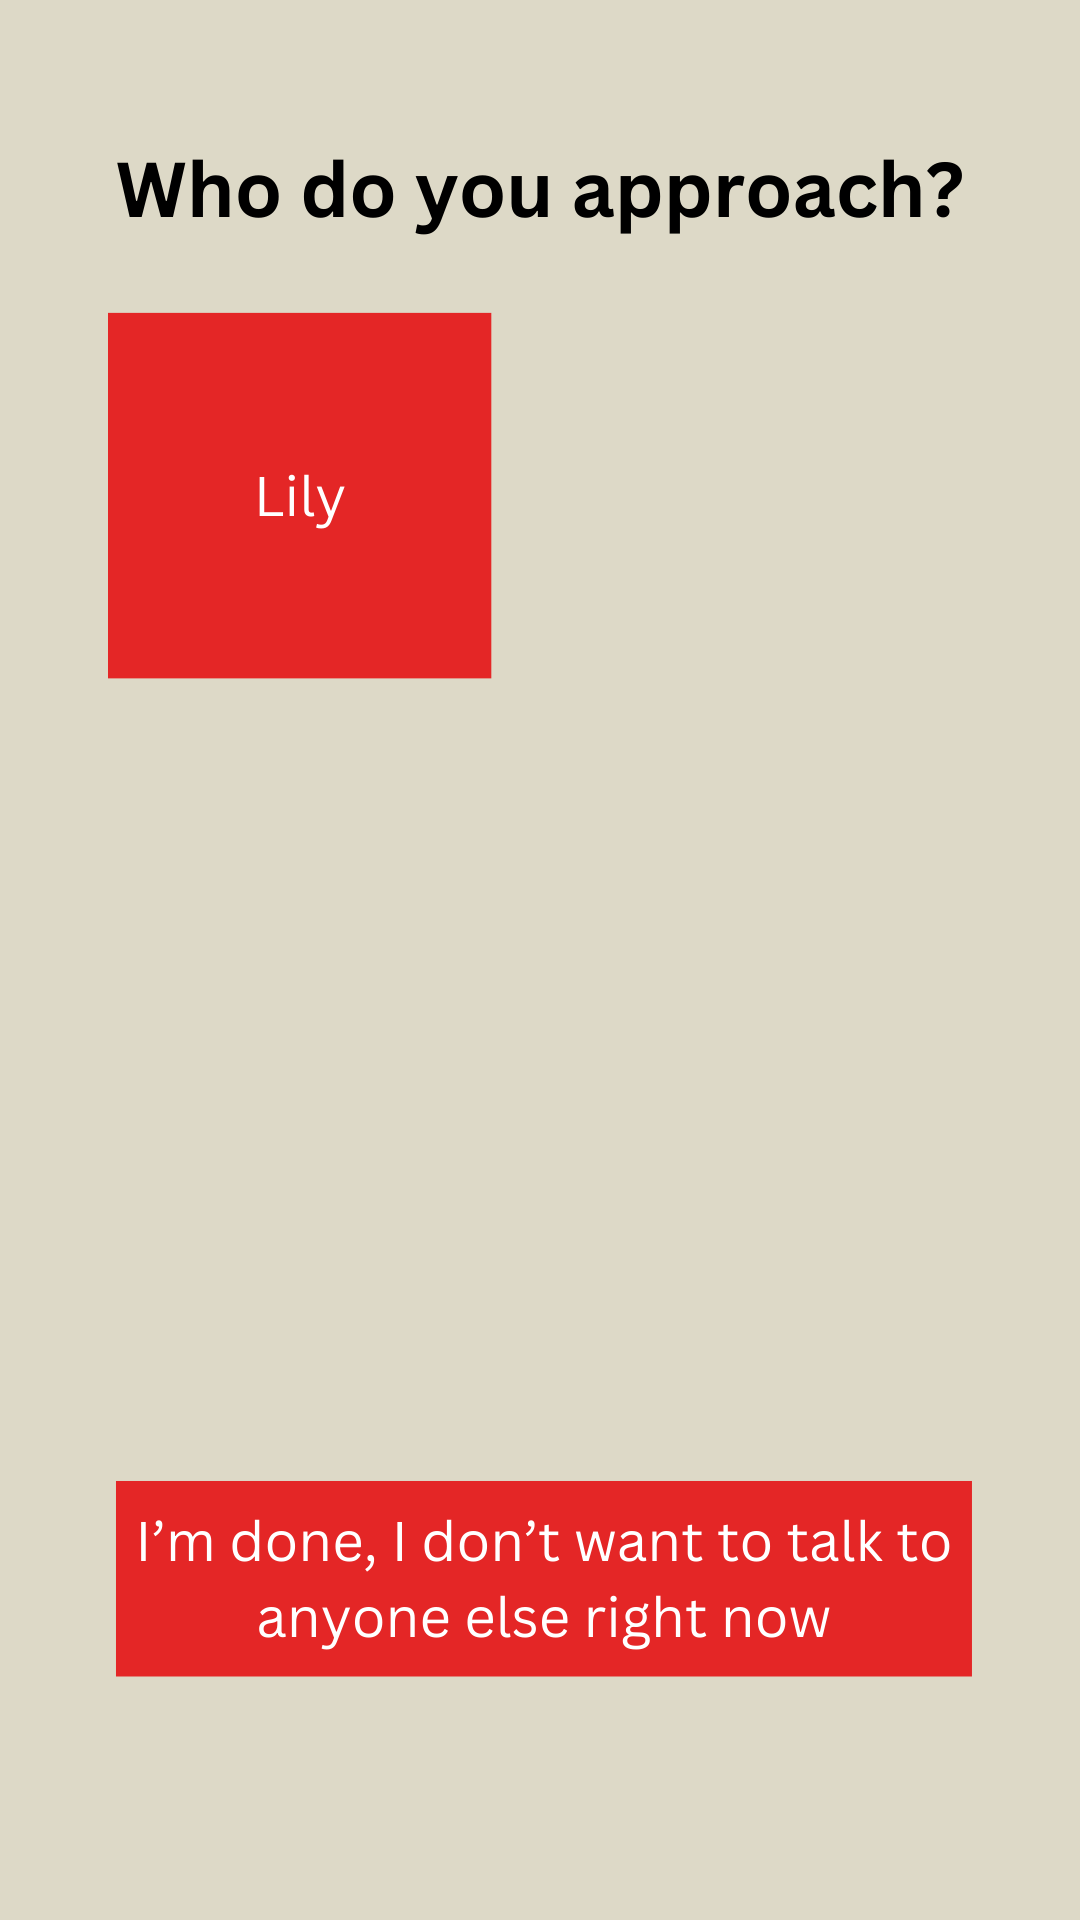 Who do you approach?
Lily
I’m done, I don’t want to talk to
anyone else right now